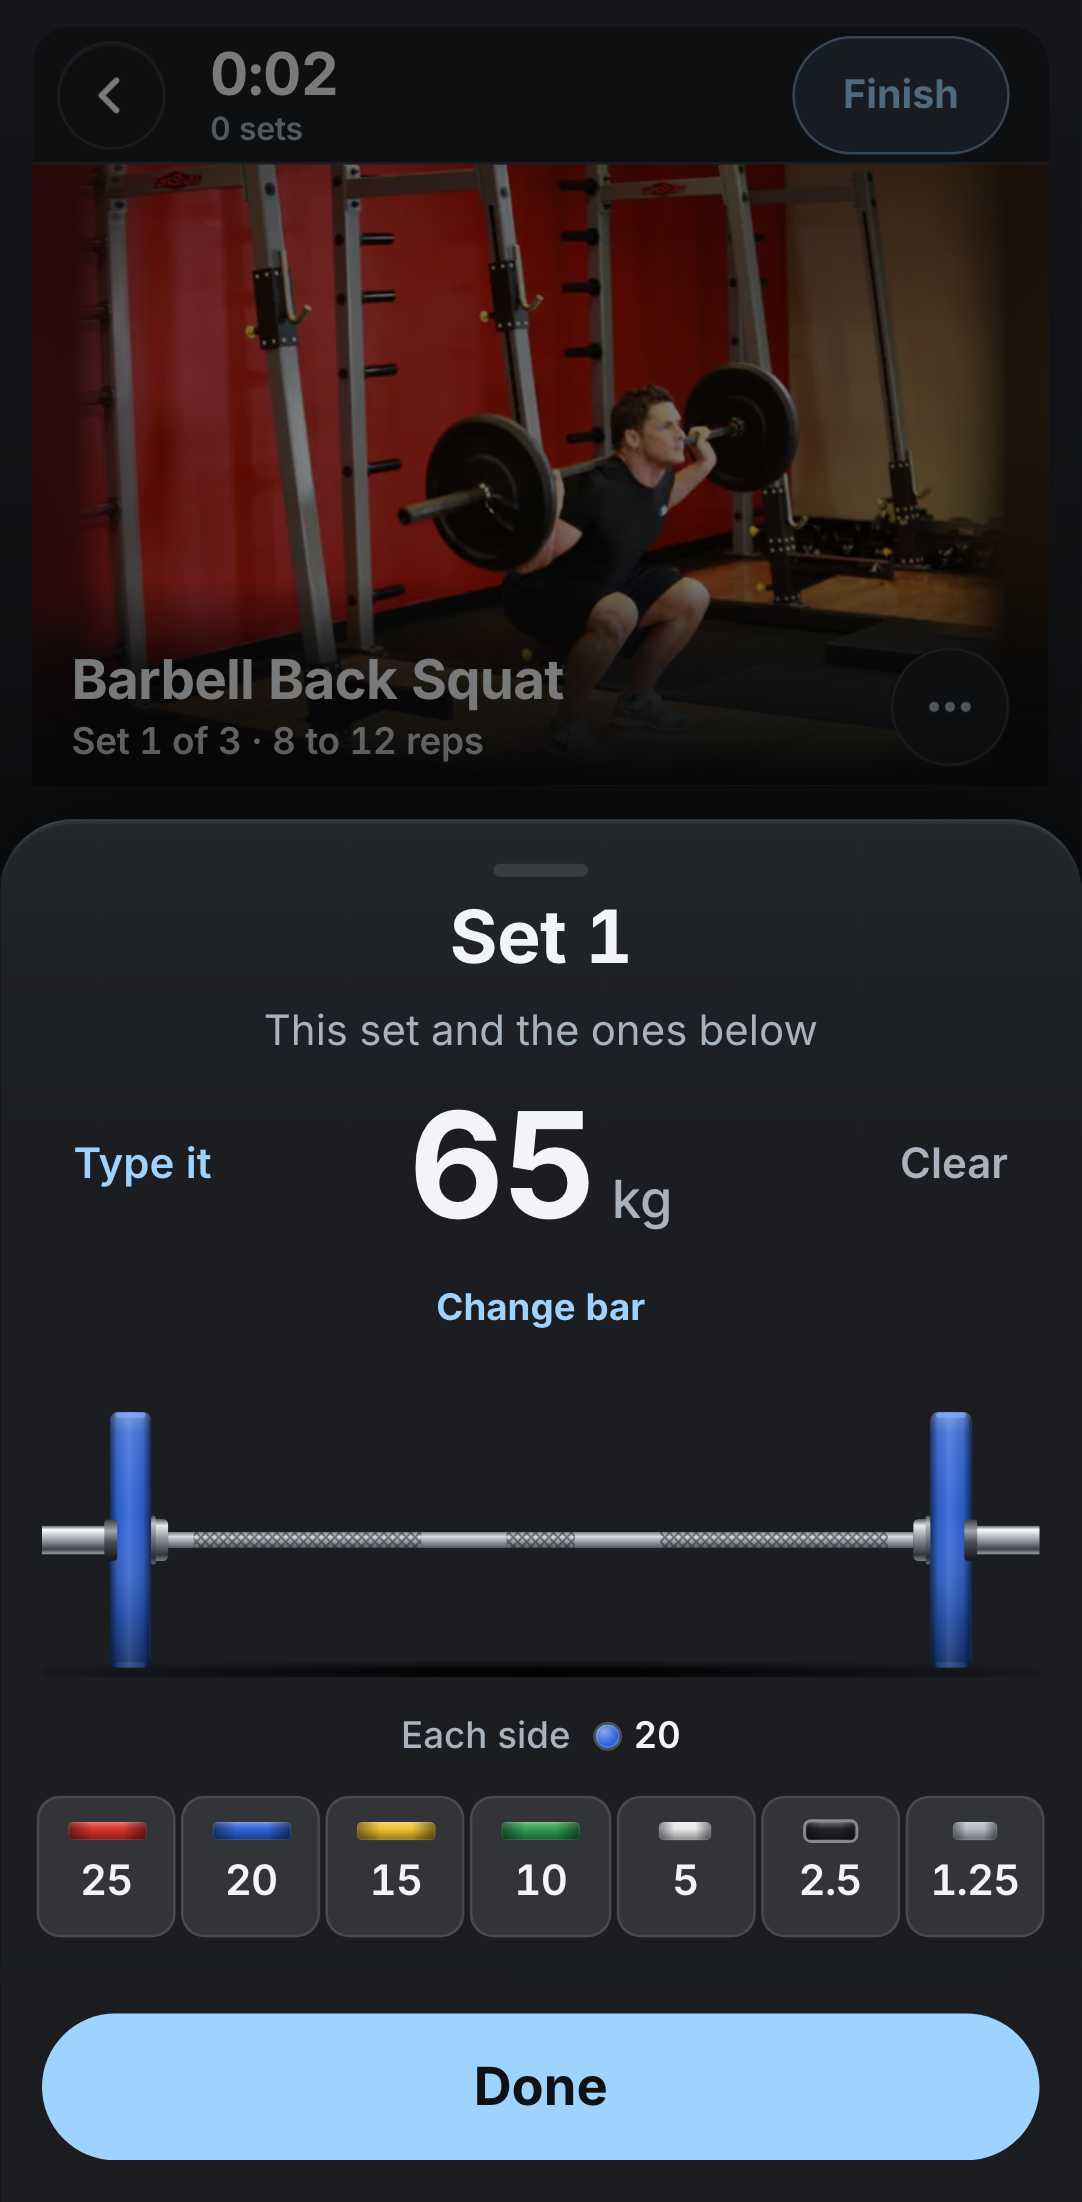 0:02
0 sets
Finish
Barbell Back Squat
Set 1 of 3 · 8 to 12 reps
Set 1
This set and the ones below
Type it
65 kg
Clear
Change bar
Each side 20
25
20
15
10
5
2.5
1.25
Done